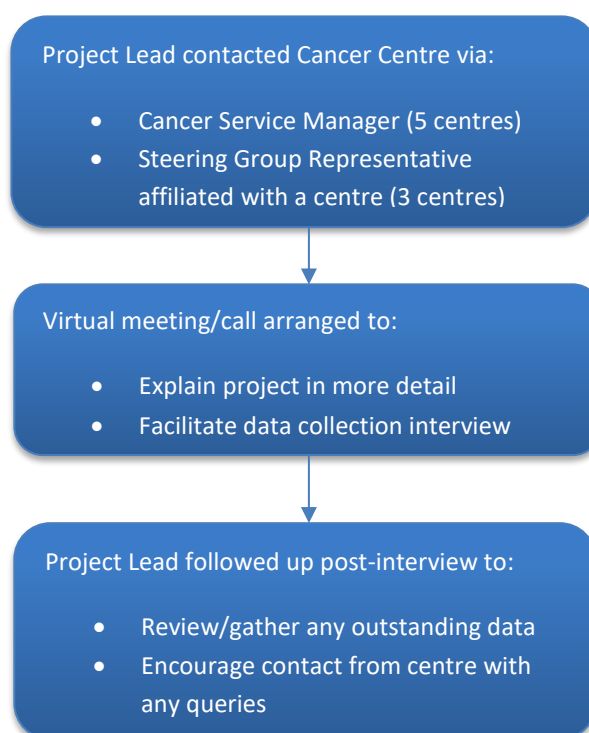 Project Lead contacted Cancer Centre via:
• Cancer Service Manager (5 centres)
• Steering Group Representative
affiliated with a centre (3 centres)
Virtual meeting/call arranged to:
• Explain project in more detail
• Facilitate data collection interview
Project Lead followed up post-interview to:
• Review/gather any outstanding data
• Encourage contact from centre with
any queries